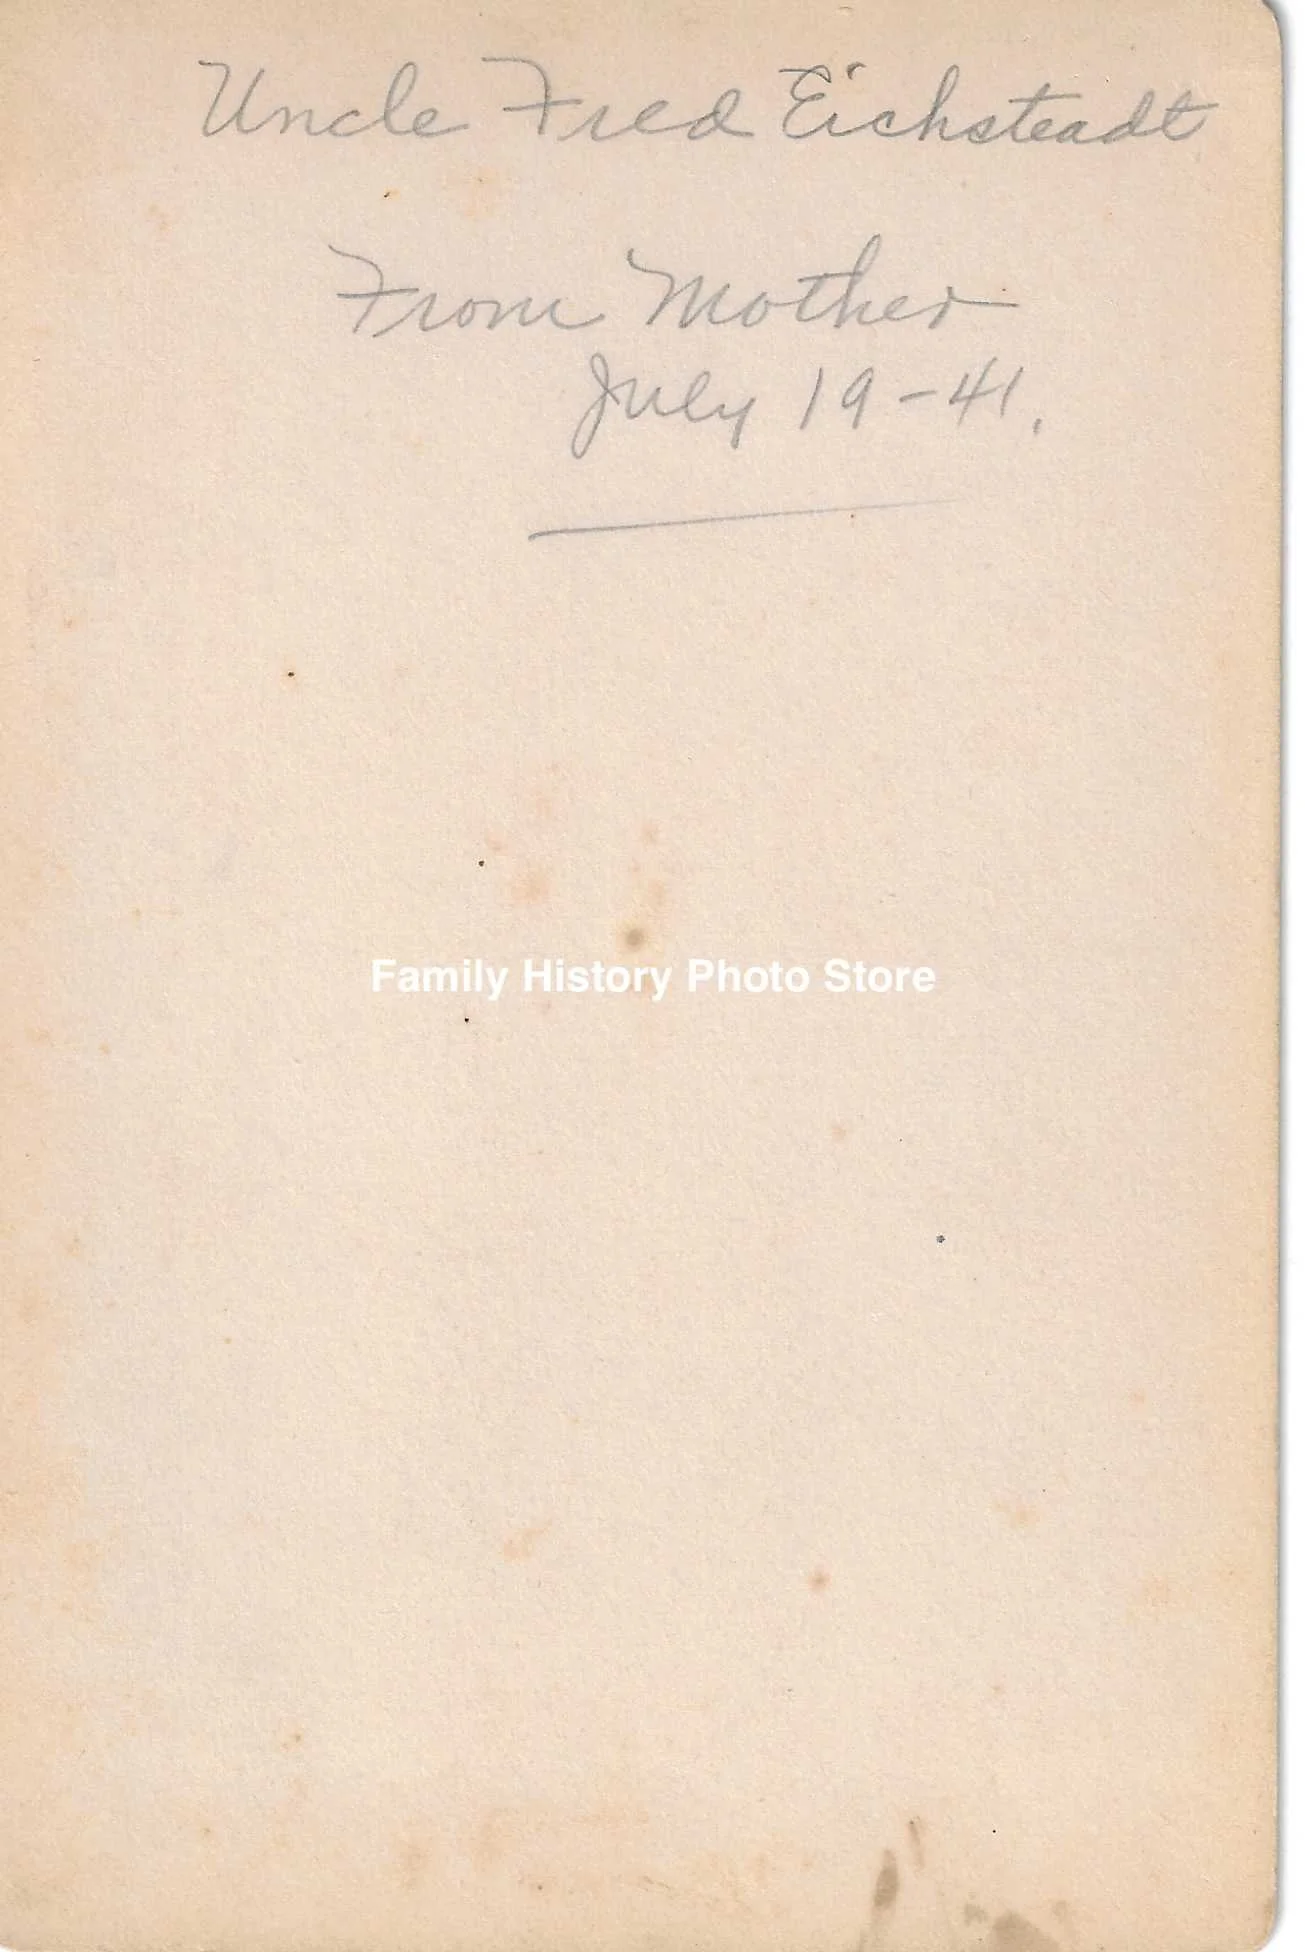 Uncle Fred Eichsteadt
From Mother
July 19-41.
Family History Photo Store